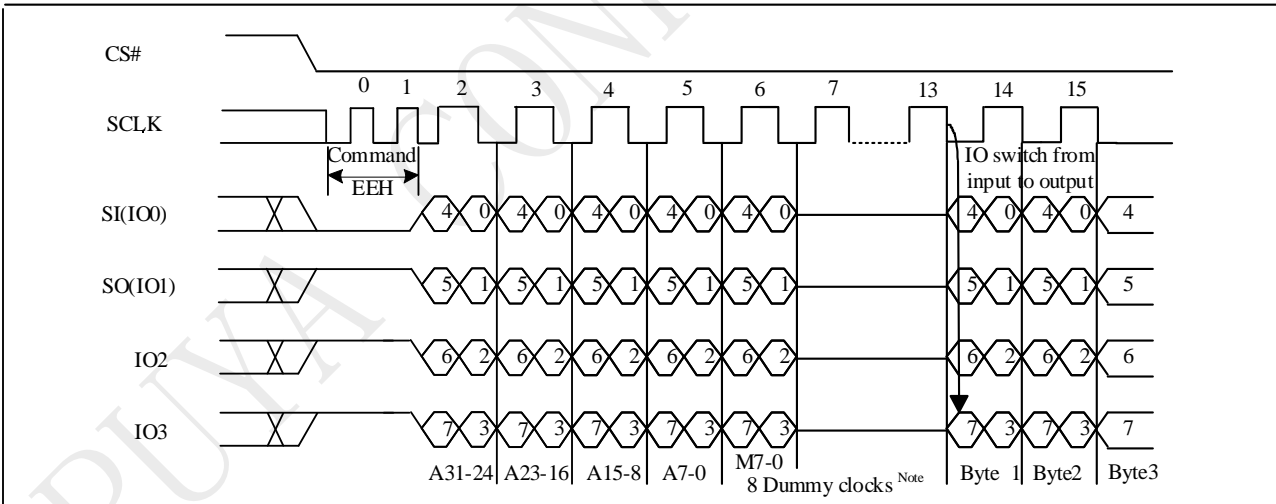 CS#
0 1 2 3 4 5 6 7 13 14 15
SCLK
Command
EEH
IO switch from
input to output
SI(IO0) 4 0 4 0 4 0 4 0 4 0 4 0 4 0 4
SO(IO1) 5 1 5 1 5 1 5 1 5 1 5 1 5 1 5
IO2 6 2 6 2 6 2 6 2 6 2 6 2 6 2 6
IO3 7 3 7 3 7 3 7 3 7 3 7 3 7 3 7
A31-24 A23-16 A15-8 A7-0 M7-0 Byte 1 Byte2 Byte3
8 Dummy clocks Note
PUYA CONF